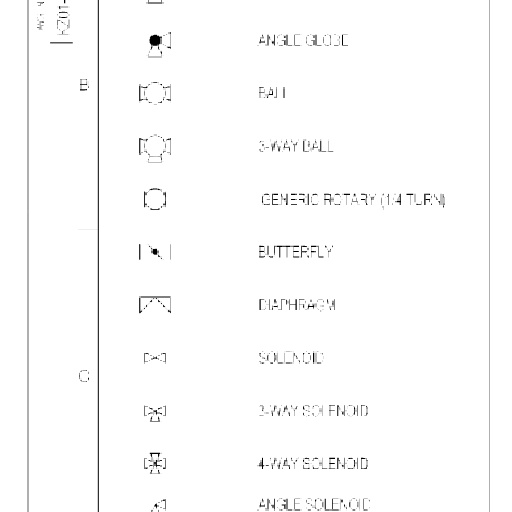 KZ01-
ANGLE GLOBE
B
BALL
3-WAY BALL
GENERIC ROTARY (1/4 TURN)
BUTTERFLY
DIAPHRAGM
SOLENOID
C
3-WAY SOLENOID
4-WAY SOLENOID
ANGLE SOLENOID